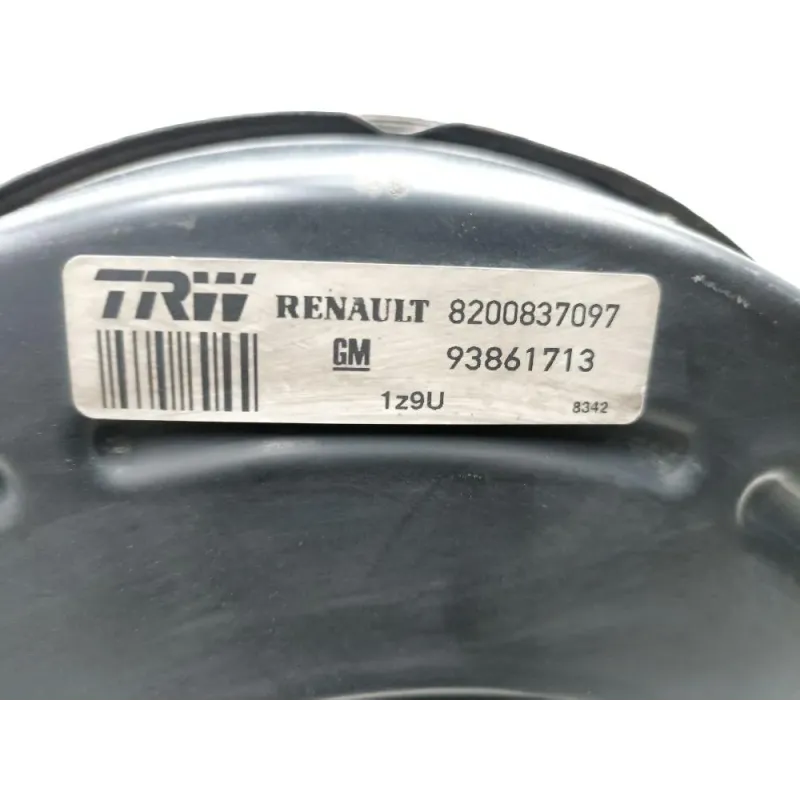 TRW RENAULT 8200837097
GM 93861713
1z9U 8342